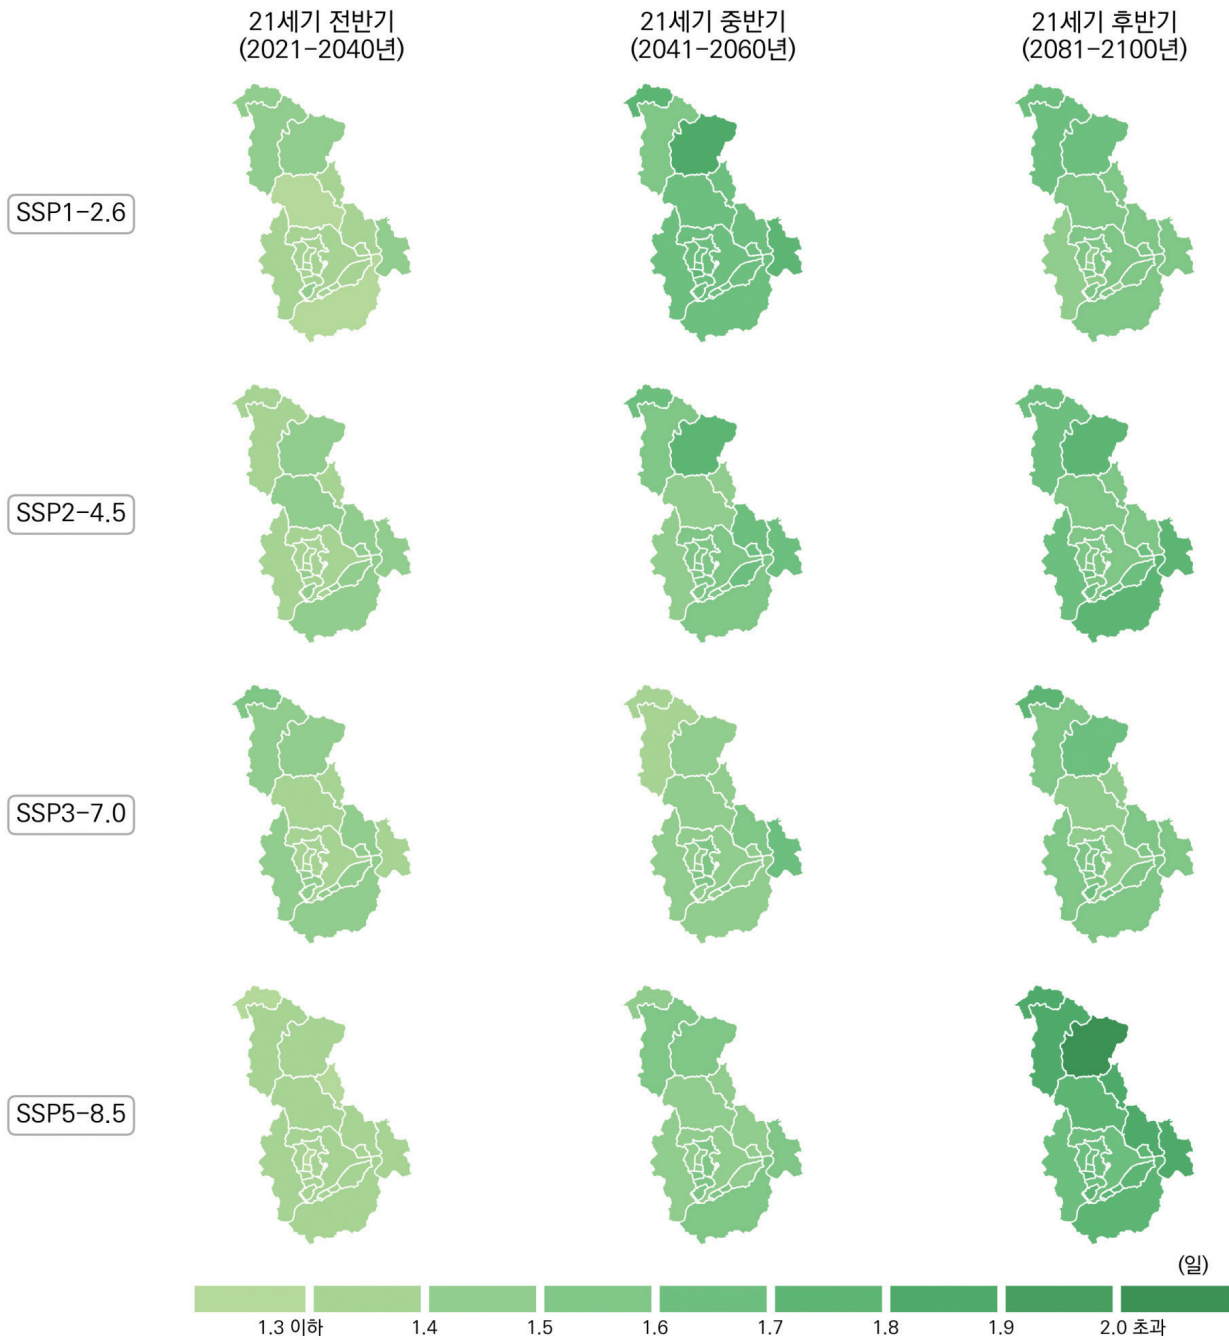 21세기 전반기
(2021-2040년)
21세기 중반기
(2041-2060년)
21세기 후반기
(2081-2100년)
SSP1-2.6
SSP2-4.5
SSP3-7.0
SSP5-8.5
(일)
1.3 이하 1.4 1.5 1.6 1.7 1.8 1.9 2.0 초과